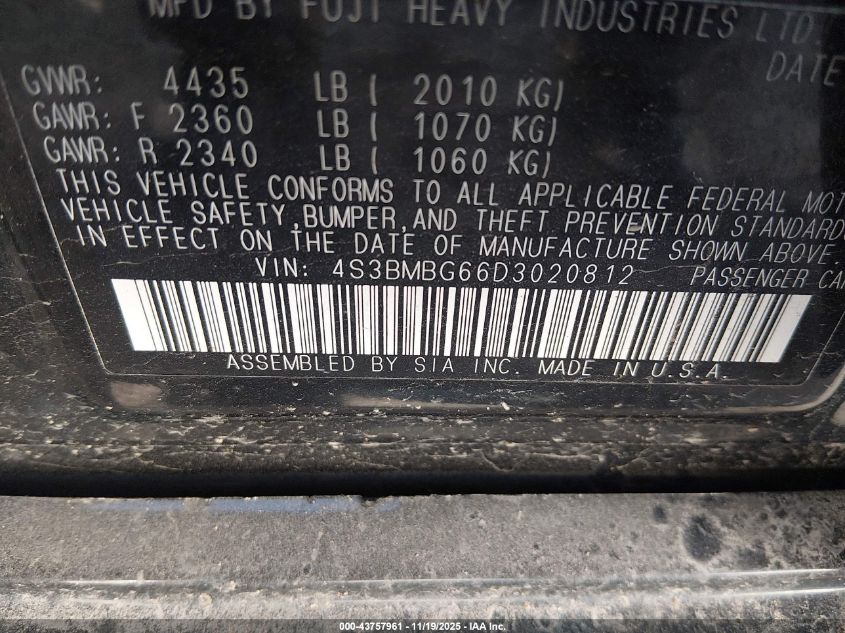 MFD BY FUJI HEAVY INDUSTRIES LTD.
DATE
GVWR: 4435 LB ( 2010 KG)
GAWR: F 2360 LB ( 1070 KG)
GAWR: R 2340 LB ( 1060 KG)
THIS VEHICLE CONFORMS TO ALL APPLICABLE FEDERAL MOT
VEHICLE SAFETY,BUMPER,AND THEFT PREVENTION STANDARD
IN EFFECT ON THE DATE OF MANUFACTURE SHOWN ABOVE.
VIN: 4S3BMBG66D3020812 PASSENGER CA
ASSEMBLED BY SIA INC. MADE IN U.S.A.
000-43757961 - 11/19/2025 - IAA Inc.